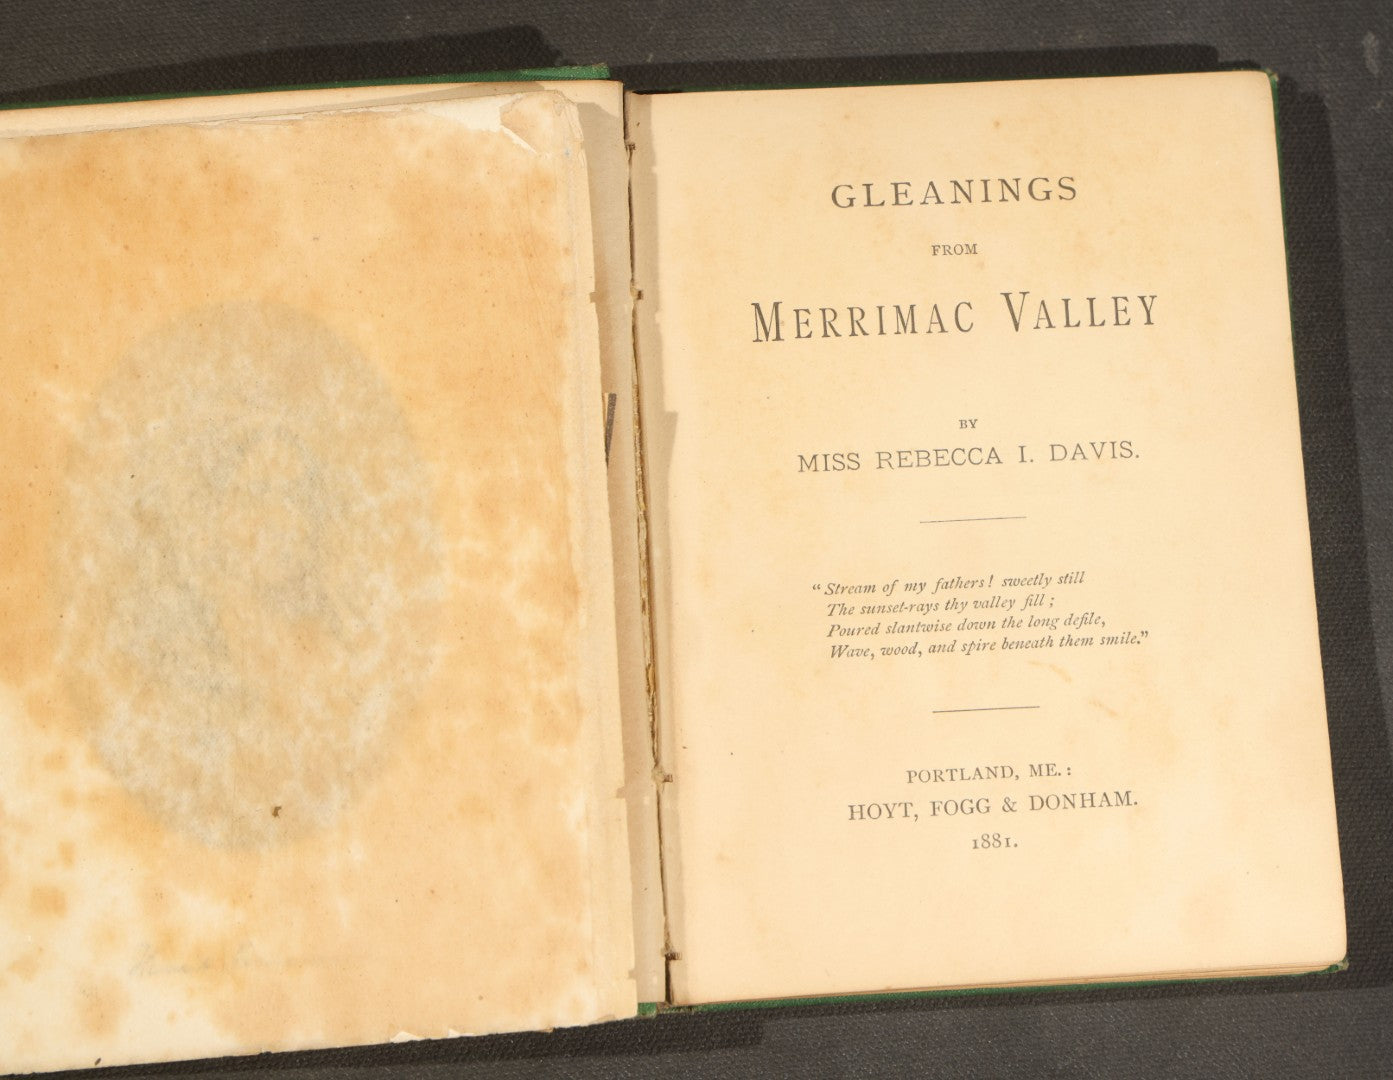 GLEANINGS
FROM
MERRIMAC VALLEY
BY
MISS REBECCA I. DAVIS.
“Stream of my fathers! sweetly still
The sunset-rays thy valley fill;
Poured slantwise down the long defile,
Wave, wood, and spire beneath them smile.”
PORTLAND, ME.:
HOYT, FOGG & DONHAM.
1881.